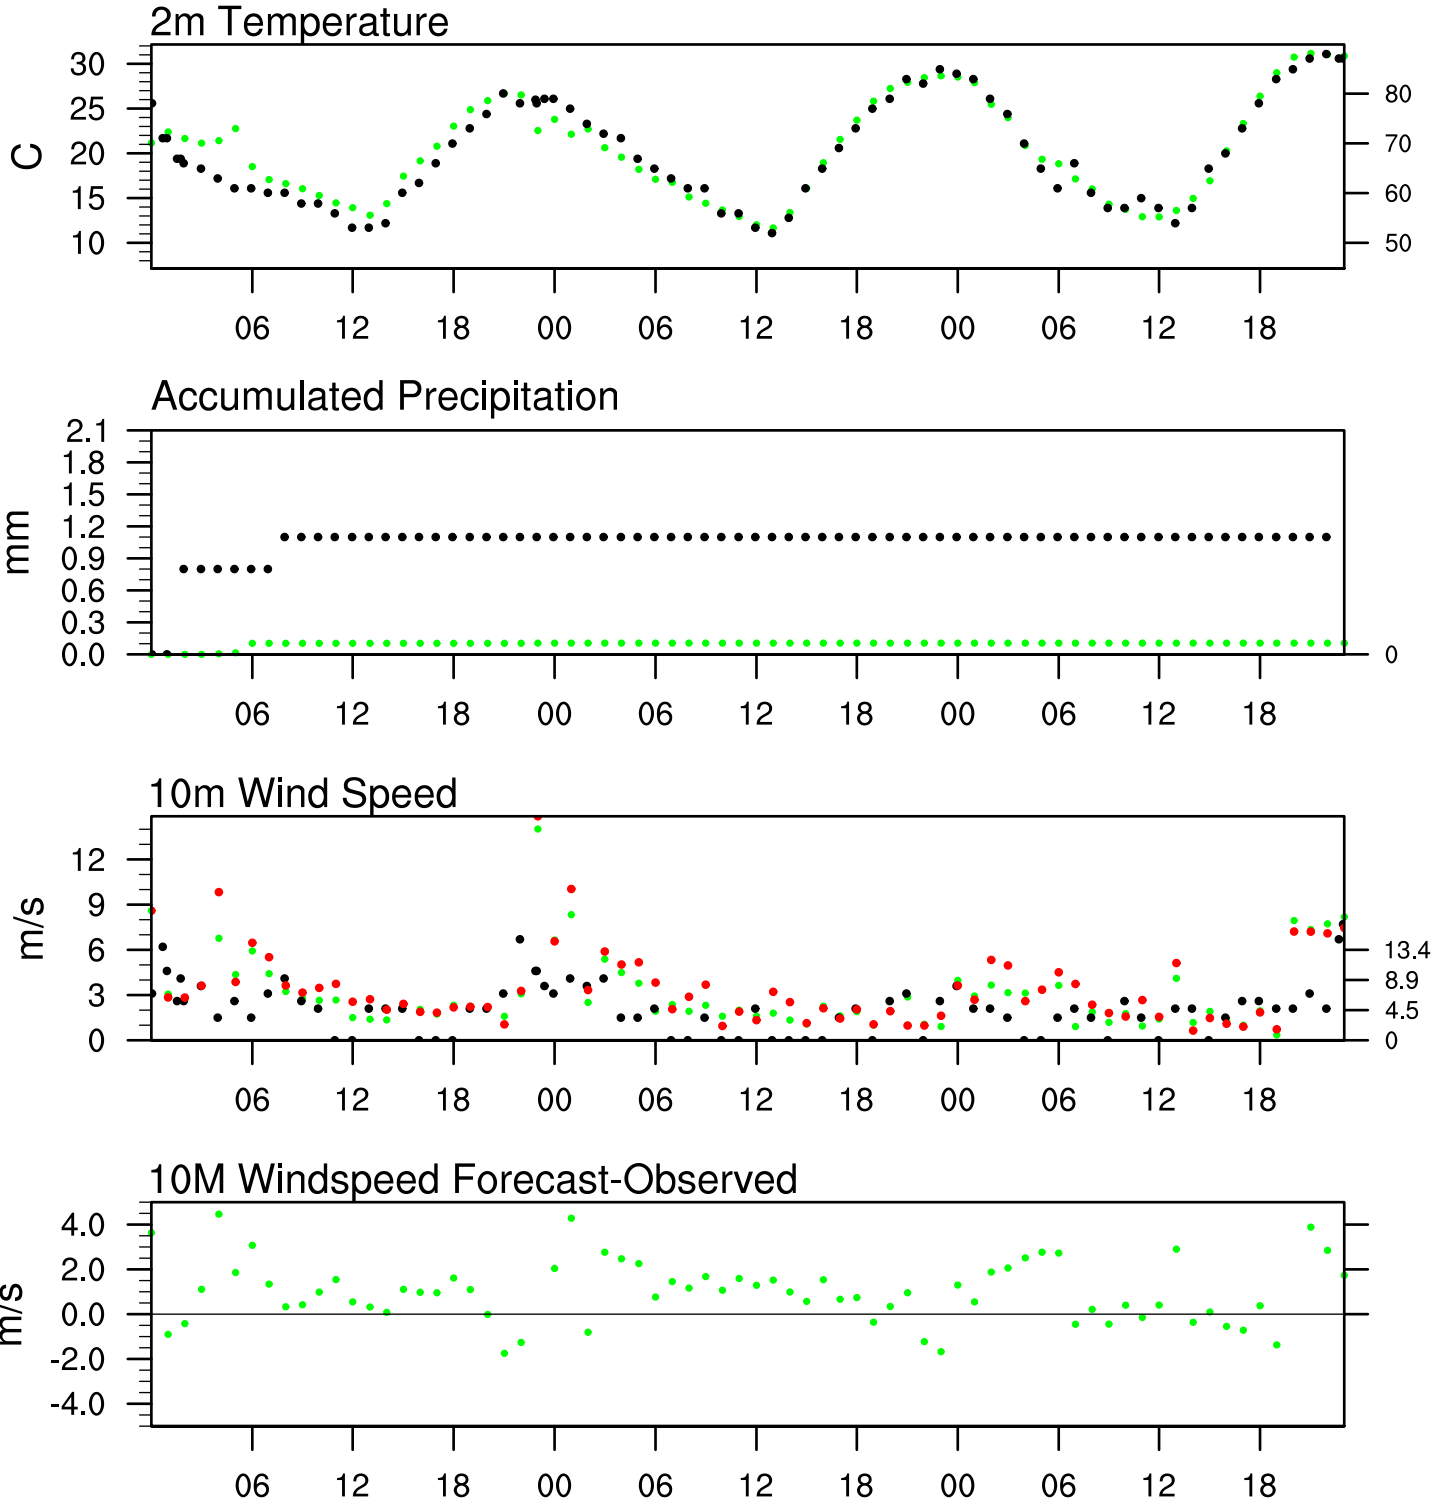 2m Temperature
30
25
20
15
10
C
80
70
60
50
06 12 18 00 06 12 18 00 06 12 18
Accumulated Precipitation
2.1
1.8
1.5
1.2
0.9
0.6
0.3
0.0
mm
0
06 12 18 00 06 12 18 00 06 12 18
10m Wind Speed
12
9
6
3
0
m/s
13.4
8.9
4.5
0
06 12 18 00 06 12 18 00 06 12 18
10M Windspeed Forecast-Observed
4.0
2.0
0.0
-2.0
-4.0
m/s
06 12 18 00 06 12 18 00 06 12 18